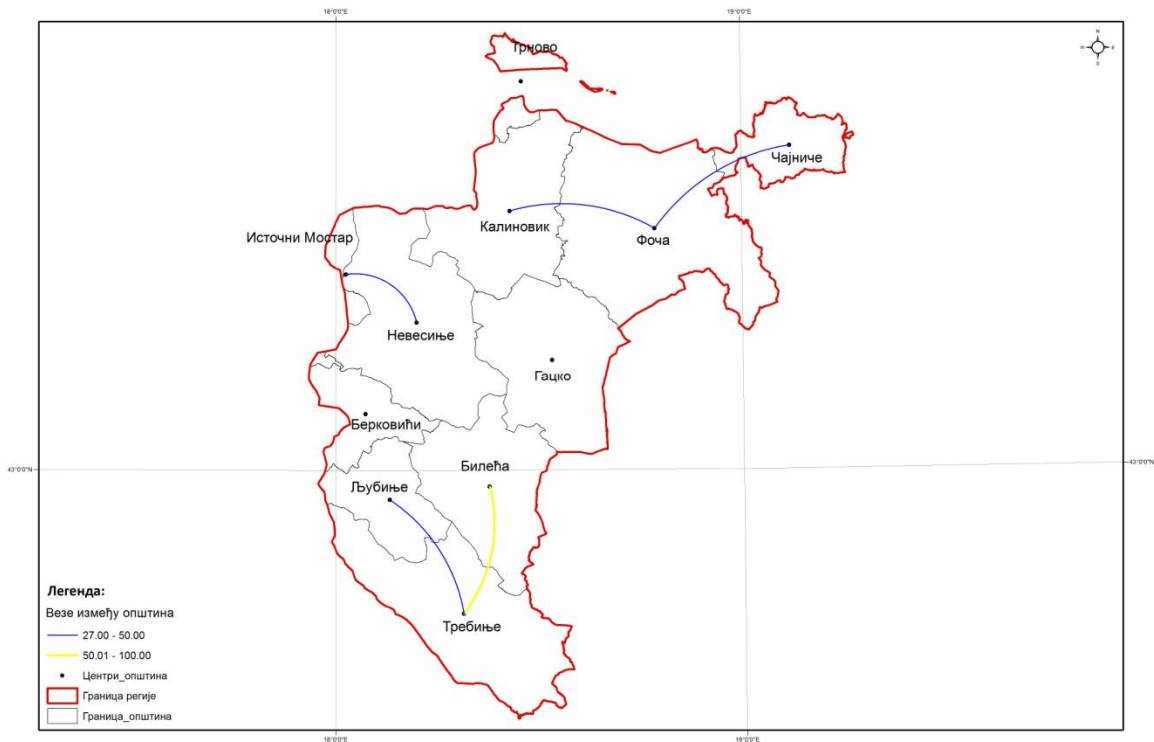 18°0'0"E
19°0'0"E
N
W
E
S
Трново
Чајниче
Калиновик
Фоча
Источни Мостар
Невесиње
Гацко
Берковићи
43°0'0"N
43°0'0"N
Билећа
Љубиње
Требиње
Легенда:
Везе између општина
27.00 - 50.00
50.01 - 100.00
Центри_општина
Граница регије
Граница_општина
18°0'0"E
19°0'0"E